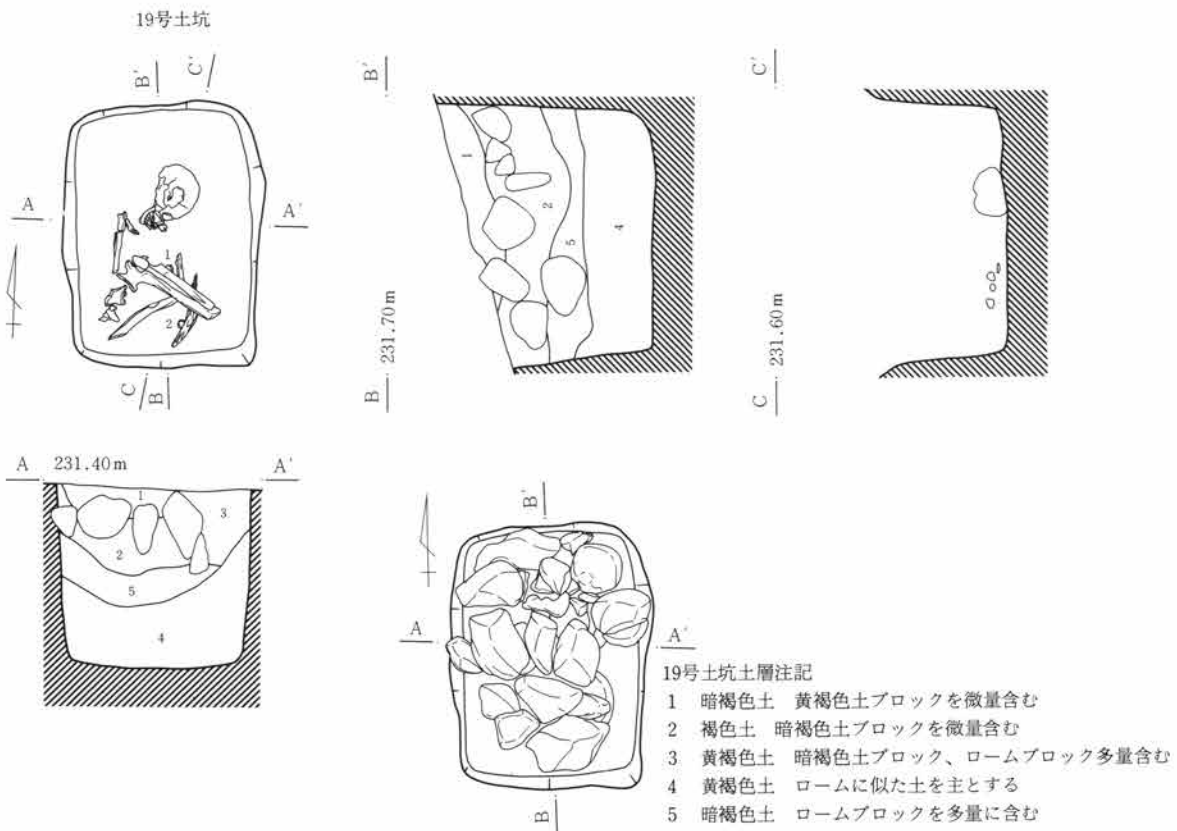 19号土坑
B' C'
A A'
1
2
C B
B'
1
2
5
4
B 231.70m
C'
C 231.60m
A 231.40m A'
1
3
2
5
4
B'
A A'
B
19号土坑土層注記
1 暗褐色土 黄褐色土ブロックを微量含む
2 褐色土 暗褐色土ブロックを微量含む
3 黄褐色土 暗褐色土ブロック、ロームブロック多量含む
4 黄褐色土 ロームに似た土を主とする
5 暗褐色土 ロームブロックを多量に含む